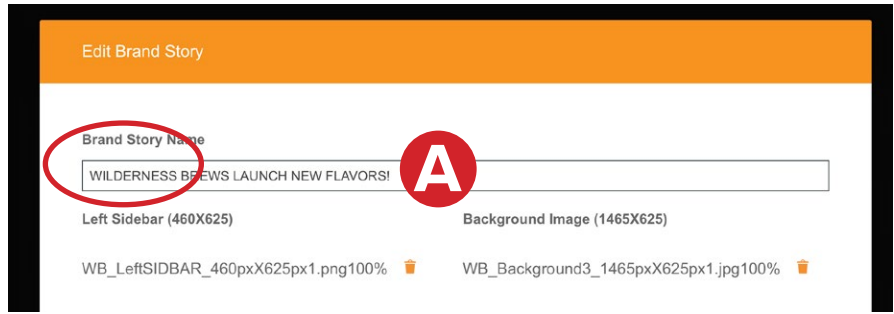 Edit Brand Story
Brand Story Name
WILDERNESS BREWS LAUNCH NEW FLAVORS!
A
Left Sidebar (460X625)
Background Image (1465X625)
WB_LeftSIDBAR_460pxX625px1.png100%
WB_Background3_1465pxX625px1.jpg100%